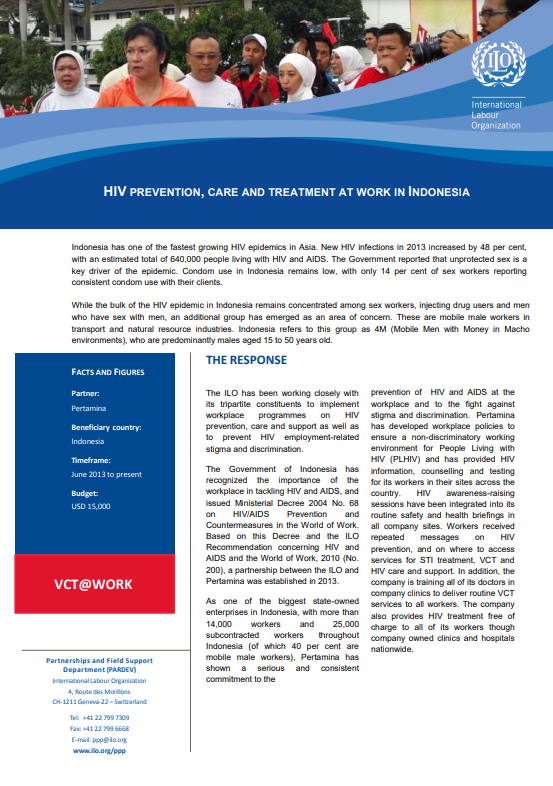 International
Labour
Organization
HIV PREVENTION, CARE AND TREATMENT AT WORK IN INDONESIA
Indonesia has one of the fastest growing HIV epidemics in Asia. New HIV infections in 2013 increased by 48 per cent,
with an estimated total of 640,000 people living with HIV and AIDS. The Government reported that unprotected sex is a
key driver of the epidemic. Condom use in Indonesia remains low, with only 14 per cent of sex workers reporting
consistent condom use with their clients.
While the bulk of the HIV epidemic in Indonesia remains concentrated among sex workers, injecting drug users and men
who have sex with men, an additional group has emerged as an area of concern. These are mobile male workers in
transport and natural resource industries. Indonesia refers to this group as 4M (Mobile Men with Money in Macho
environments), who are predominantly males aged 15 to 50 years old.
FACTS AND FIGURES
Partner:
Pertamina
Beneficiary country:
Indonesia
Timeframe:
June 2013 to present
Budget:
USD 15,000
VCT@WORK
Partnerships and Field Support
Department (PARDEV)
International Labour Organization
4, Route des Morillons
CH-1211 Geneva-22 – Switzerland
Tel: +41 22 799 7309
Fax: +41 22 799 6668
E-mail: ppp@ilo.org
www.ilo.org/ppp
THE RESPONSE
The ILO has been working closely with
its tripartite constituents to implement
workplace programmes on HIV
prevention, care and support as well as
to prevent HIV employment-related
stigma and discrimination.
The Government of Indonesia has
recognized the importance of the
workplace in tackling HIV and AIDS, and
issued Ministerial Decree 2004 No. 68
on HIV/AIDS Prevention and
Countermeasures in the World of Work.
Based on this Decree and the ILO
Recommendation concerning HIV and
AIDS and the World of Work, 2010 (No.
200), a partnership between the ILO and
Pertamina was established in 2013.
As one of the biggest state-owned
enterprises in Indonesia, with more than
14,000 workers and 25,000
subcontracted workers throughout
Indonesia (of which 40 per cent are
mobile male workers), Pertamina has
shown a serious and consistent
commitment to the
prevention of HIV and AIDS at the
workplace and to the fight against
stigma and discrimination. Pertamina
has developed workplace policies to
ensure a non-discriminatory working
environment for People Living with
HIV (PLHIV) and has provided HIV
information, counselling and testing
for its workers in their sites across the
country. HIV awareness-raising
sessions have been integrated into its
routine safety and health briefings in
all company sites. Workers received
repeated messages on HIV
prevention, and on where to access
services for STI treatment, VCT and
HIV care and support. In addition, the
company is training all of its doctors in
company clinics to deliver routine VCT
services to all workers. The company
also provides HIV treatment free of
charge to all of its workers though
company owned clinics and hospitals
nationwide.